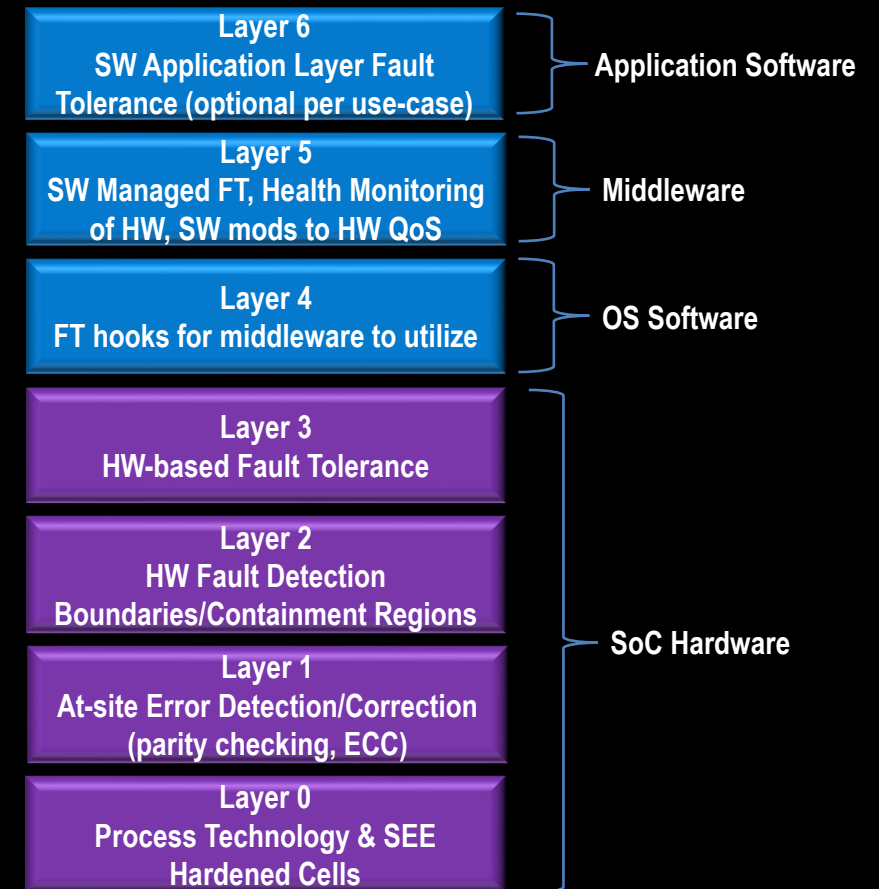 Layer 6
SW Application Layer Fault
Tolerance (optional per use-case)
Application Software
Layer 5
SW Managed FT, Health Monitoring
of HW, SW mods to HW QoS
Middleware
Layer 4
FT hooks for middleware to utilize
OS Software
Layer 3
HW-based Fault Tolerance
Layer 2
HW Fault Detection
Boundaries/Containment Regions
Layer 1
At-site Error Detection/Correction
(parity checking, ECC)
Layer 0
Process Technology & SEE
Hardened Cells
SoC Hardware